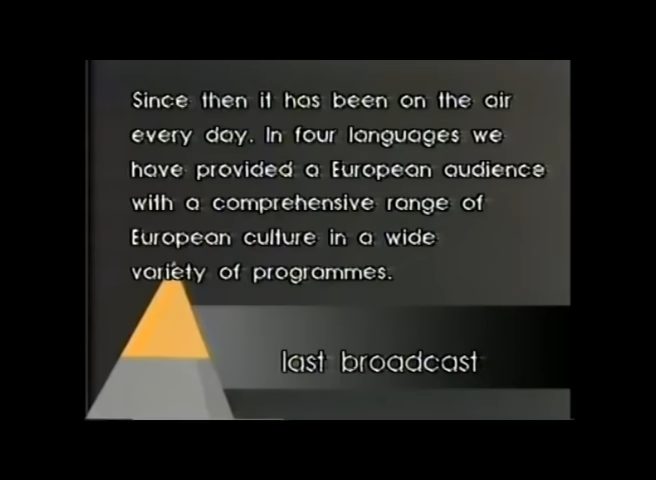 Since then it has been on the air
every day. In four languages we
have provided a European audience
with a comprehensive range of
European culture in a wide
variety of programmes.
last broadcast